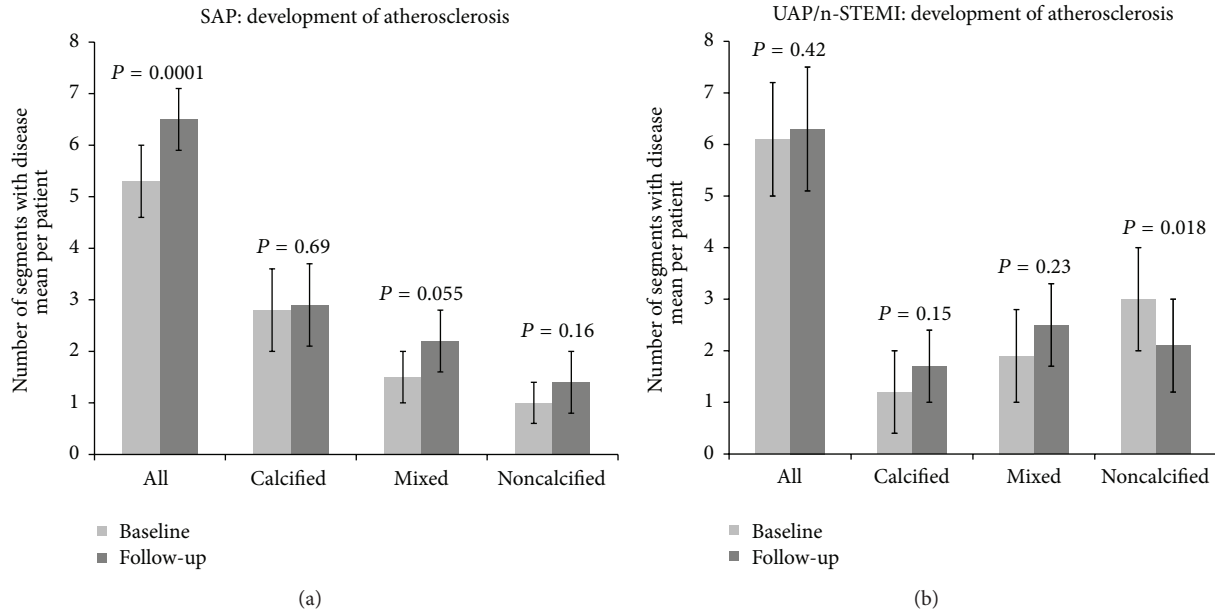 SAP: development of atherosclerosis
Number of segments with disease
mean per patient
8
7
6
5
4
3
2
1
0
P = 0.0001
P = 0.69
P = 0.055
P = 0.16
All
Calcified
Mixed
Noncalcified
Baseline
Follow-up
(a)
UAP/n-STEMI: development of atherosclerosis
Number of segments with disease
mean per patient
8
7
6
5
4
3
2
1
0
P = 0.42
P = 0.15
P = 0.23
P = 0.018
All
Calcified
Mixed
Noncalcified
Baseline
Follow-up
(b)